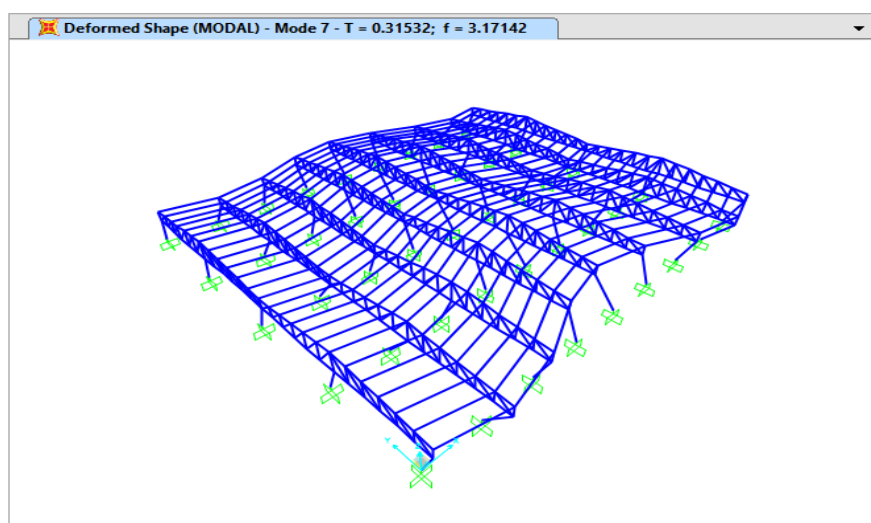 Deformed Shape (MODAL) - Mode 7 - T = 0.31532; f = 3.17142
Y
X